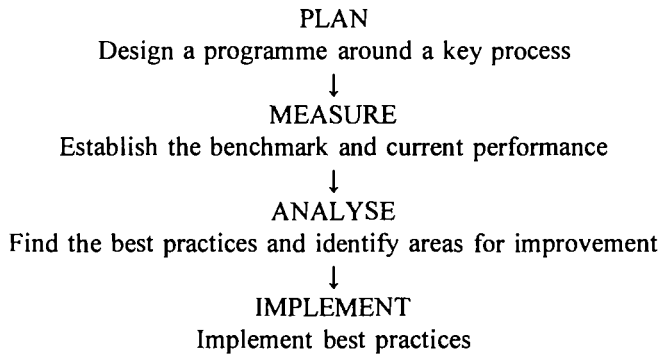 PLAN
Design a programme around a key process
↓
MEASURE
Establish the benchmark and current performance
↓
ANALYSE
Find the best practices and identify areas for improvement
↓
IMPLEMENT
Implement best practices